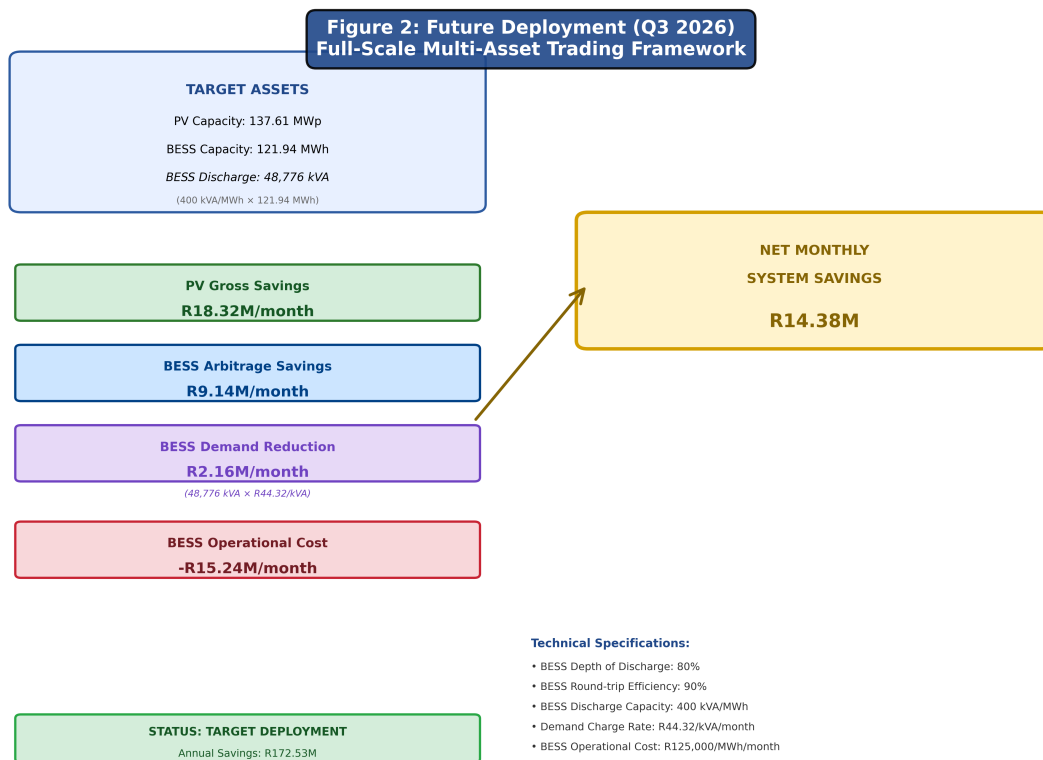 Figure 2: Future Deployment (Q3 2026)
Full-Scale Multi-Asset Trading Framework
TARGET ASSETS
PV Capacity: 137.61 MWp
BESS Capacity: 121.94 MWh
BESS Discharge: 48,776 kVA
(400 kVA/MWh × 121.94 MWh)
PV Gross Savings
R18.32M/month
BESS Arbitrage Savings
R9.14M/month
BESS Demand Reduction
R2.16M/month
(48,776 kVA × R44.32/kVA)
BESS Operational Cost
-R15.24M/month
NET MONTHLY
SYSTEM SAVINGS
R14.38M
Technical Specifications:
• BESS Depth of Discharge: 80%
• BESS Round-trip Efficiency: 90%
• BESS Discharge Capacity: 400 kVA/MWh
• Demand Charge Rate: R44.32/kVA/month
• BESS Operational Cost: R125,000/MWh/month
STATUS: TARGET DEPLOYMENT
Annual Savings: R172.53M